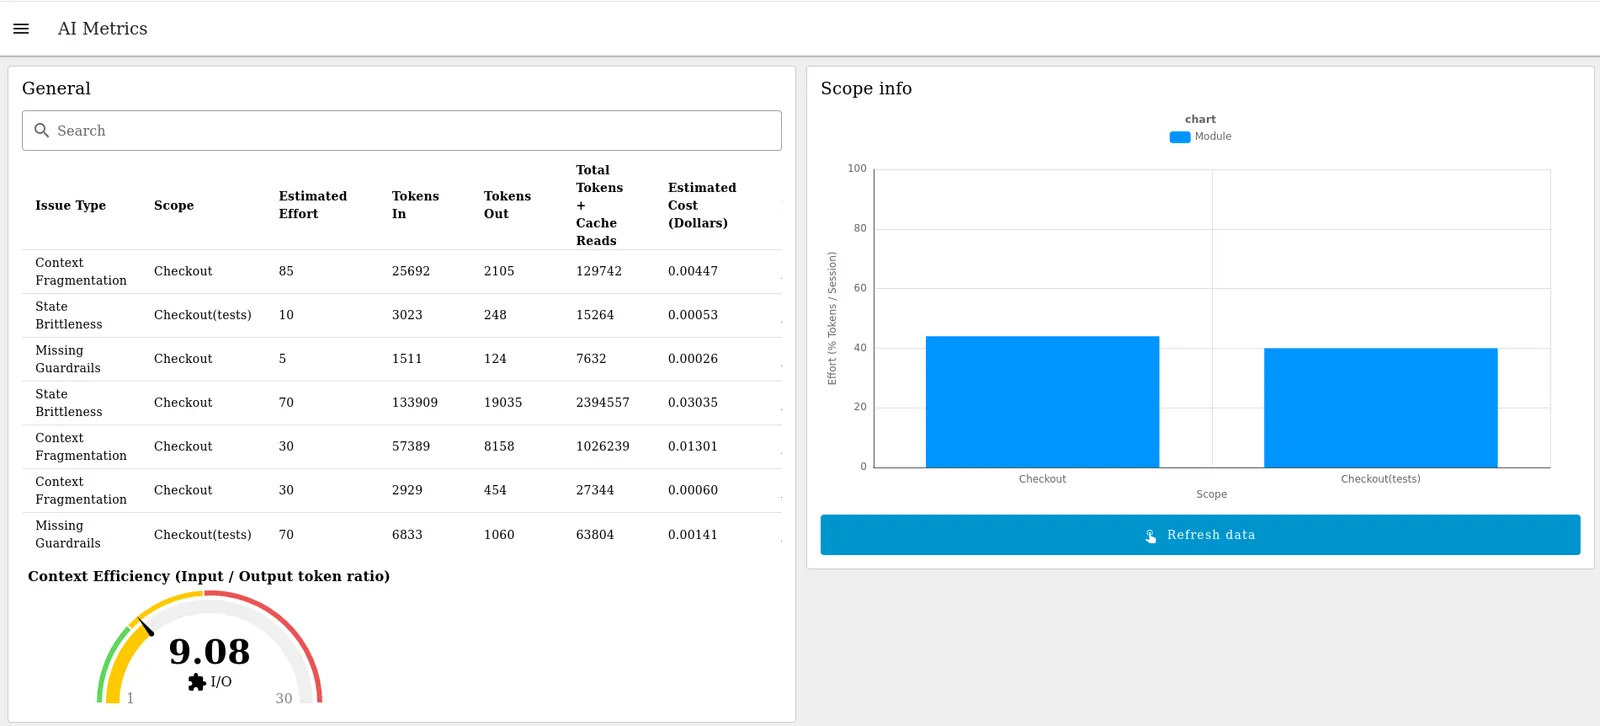 AI Metrics
General
Search
Issue Type
Scope
Estimated
Effort
Tokens
In
Tokens
Out
Total
Tokens
+
Cache
Reads
Estimated
Cost
(Dollars)
Context
Fragmentation
Checkout
85
25692
2105
129742
0.00447
State
Brittleness
Checkout(tests)
10
3023
248
15264
0.00053
Missing
Guardrails
Checkout
5
1511
124
7632
0.00026
State
Brittleness
Checkout
70
133909
19035
2394557
0.03035
Context
Fragmentation
Checkout
30
57389
8158
1026239
0.01301
Context
Fragmentation
Checkout
30
2929
454
27344
0.00060
Missing
Guardrails
Checkout(tests)
70
6833
1060
63804
0.00141
Context Efficiency (Input / Output token ratio)
9.08
I/O
1
30
Scope info
chart
Module
Effort (% Tokens / Session)
100
80
60
40
20
0
Checkout
Checkout(tests)
Scope
Refresh data